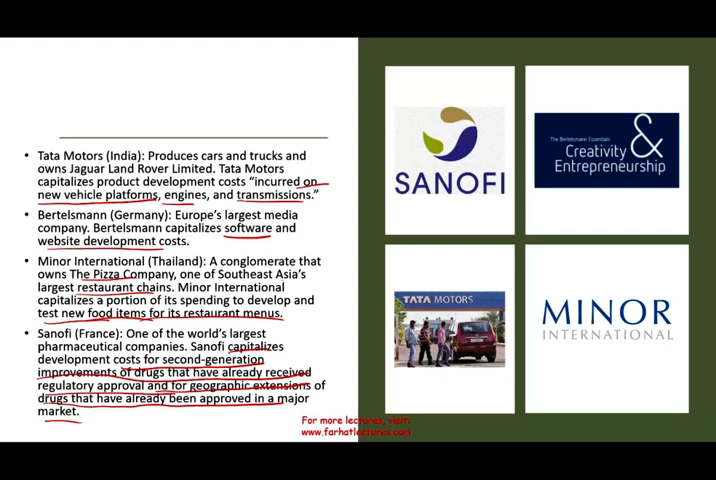 • Tata Motors (India): Produces cars and trucks and
owns Jaguar Land Rover Limited. Tata Motors
capitalizes product development costs “incurred on
new vehicle platforms, engines, and transmissions.”
• Bertelsmann (Germany): Europe’s largest media
company. Bertelsmann capitalizes software and
website development costs.
• Minor International (Thailand): A conglomerate that
owns The Pizza Company, one of Southeast Asia’s
largest restaurant chains. Minor International
capitalizes a portion of its spending to develop and
test new food items for its restaurant menus.
• Sanofi (France): One of the world’s largest
pharmaceutical companies. Sanofi capitalizes
development costs for second-generation
improvements of drugs that have already received
regulatory approval and for geographic extensions of
drugs that have already been approved in a major
market.
SANOFI
The Bertelsmann Essentials
Creativity &
Entrepreneurship
TATA MOTORS
MINOR
INTERNATIONAL
For more lectures, visit:
www.farhatlectures.com